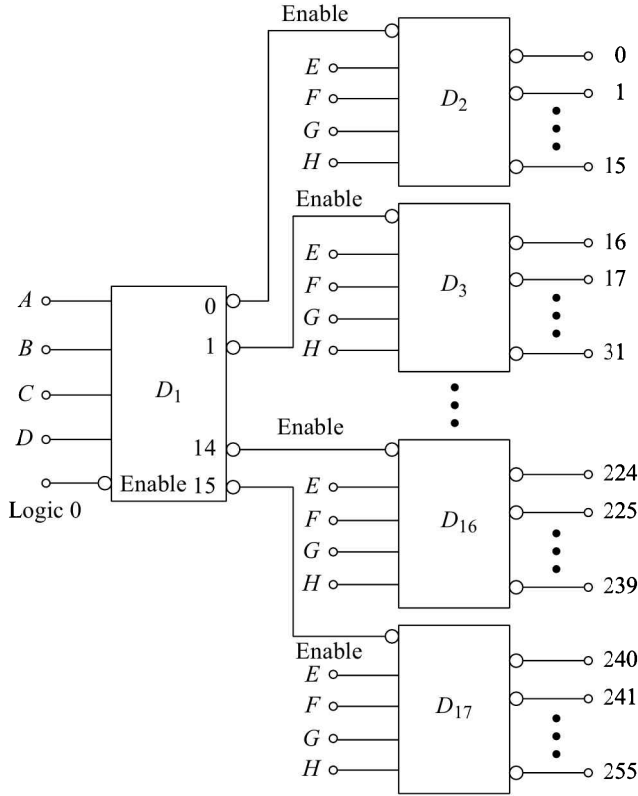 Enable
E
F
G
H
D2
0
1
15
Enable
E
F
G
H
D3
16
17
31
A
B
C
D
Logic 0
Enable
D1
0
1
14
15
Enable
E
F
G
H
D16
224
225
239
Enable
E
F
G
H
D17
240
241
255